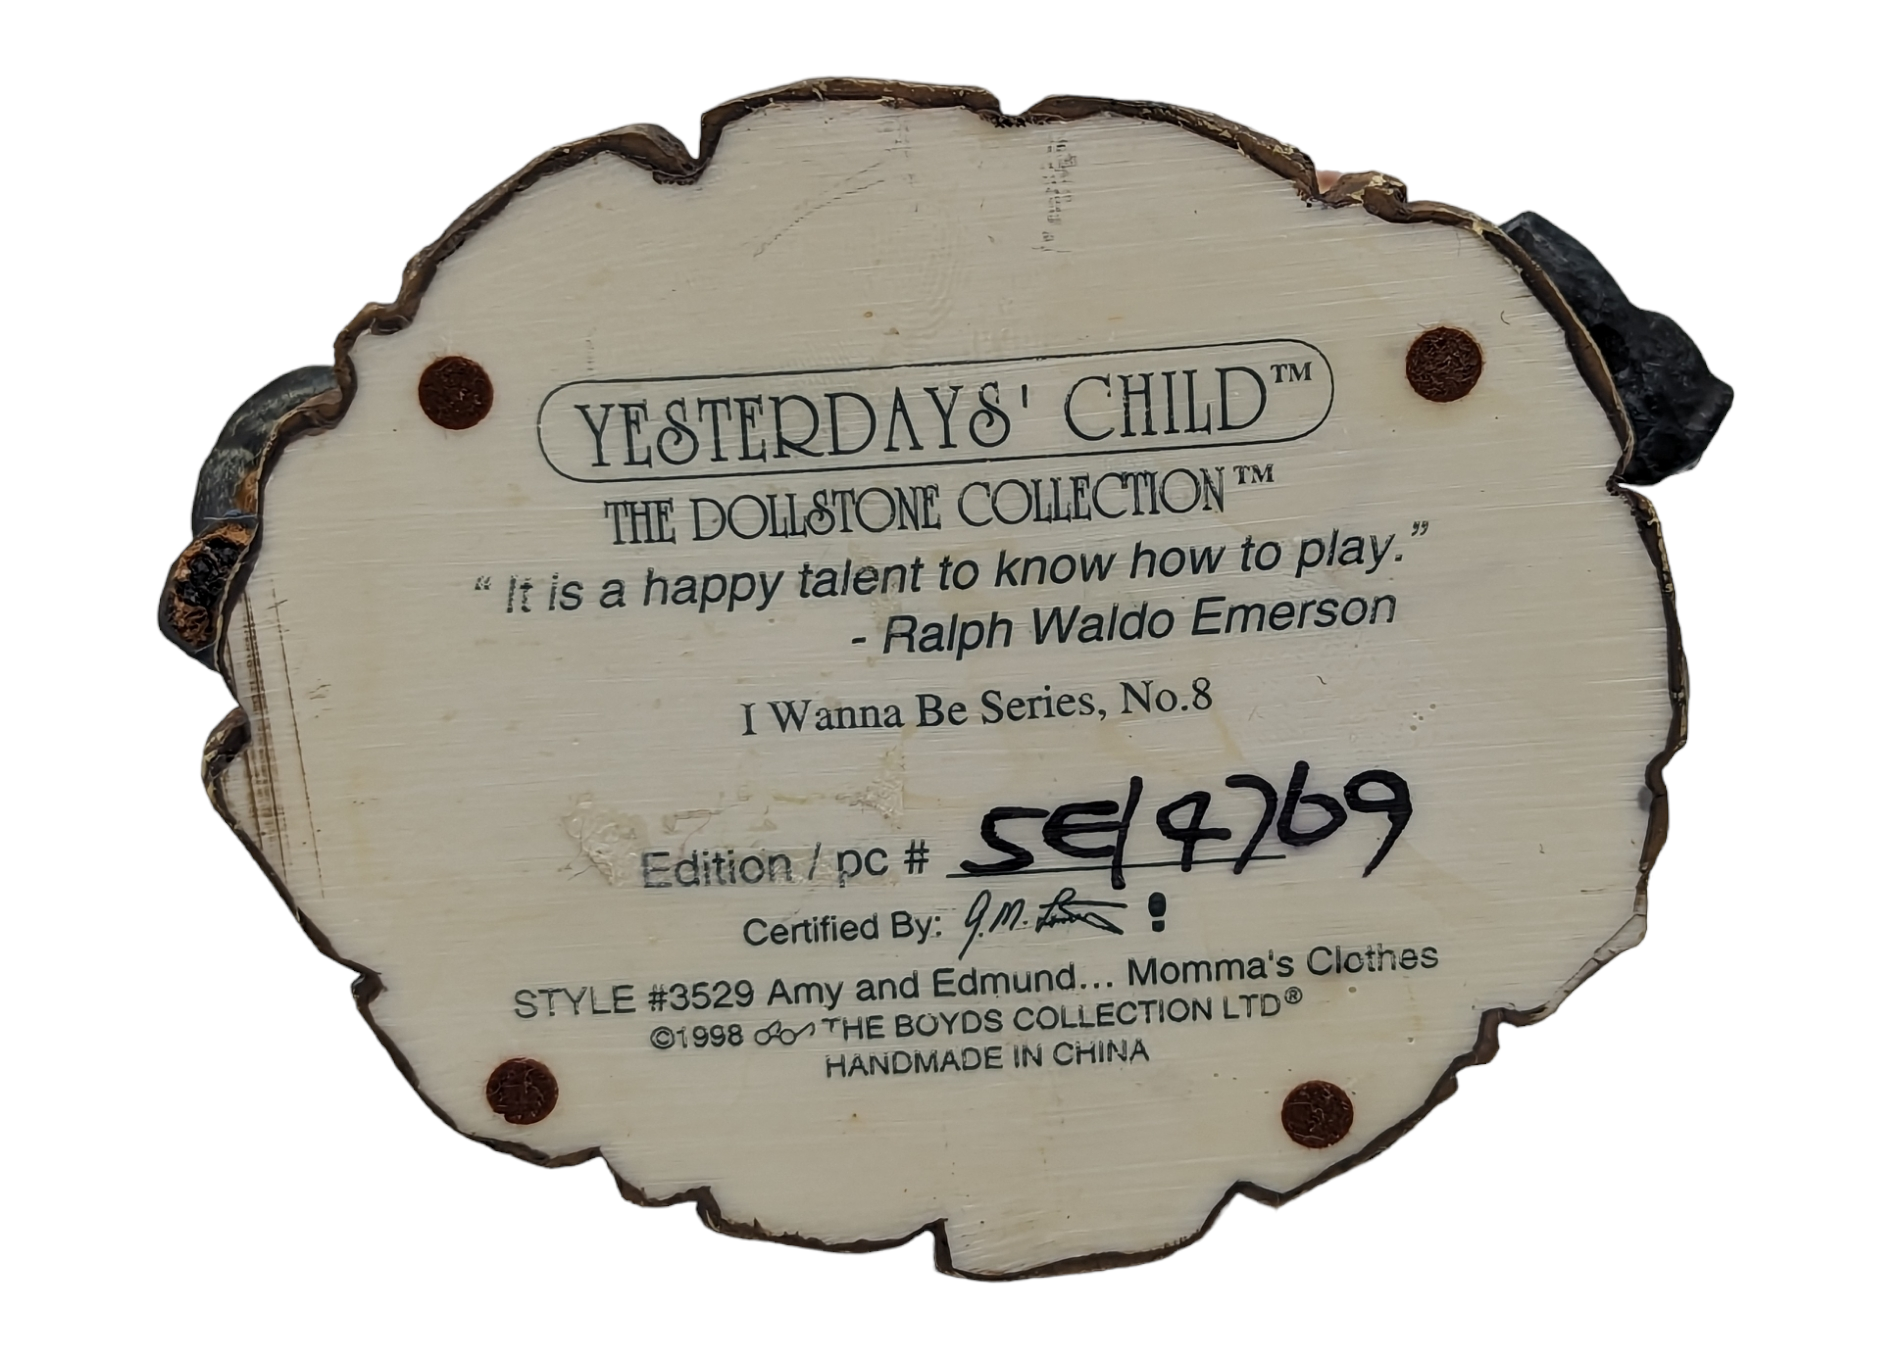 YESTERDAYS' CHILD™
THE DOLLSTONE COLLECTION™
“It is a happy talent to know how to play.”
- Ralph Waldo Emerson
I Wanna Be Series, No.8
Edition / pc # 5E/4769
Certified By: J.M.
STYLE #3529 Amy and Edmund... Momma's Clothes
©1998 THE BOYDS COLLECTION LTD®
HANDMADE IN CHINA